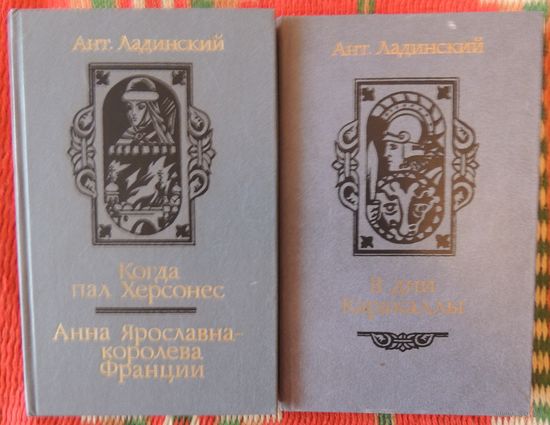 Ант. Ладинский
Когда
пал Херсонес
Анна Ярославна-
королева
Франции
Ант. Ладинский
В дни
Каракаллы